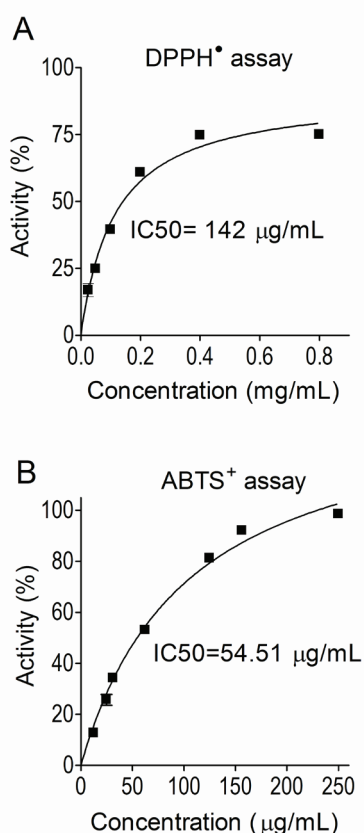 A
DPPH• assay
100
75
50
25
0
Activity (%)
IC50= 142 μg/mL
0.0 0.2 0.4 0.6 0.8
Concentration (mg/mL)
B
ABTS+ assay
100
80
60
40
20
0
Activity (%)
IC50=54.51 μg/mL
0 50 100 150 200 250
Concentration (μg/mL)